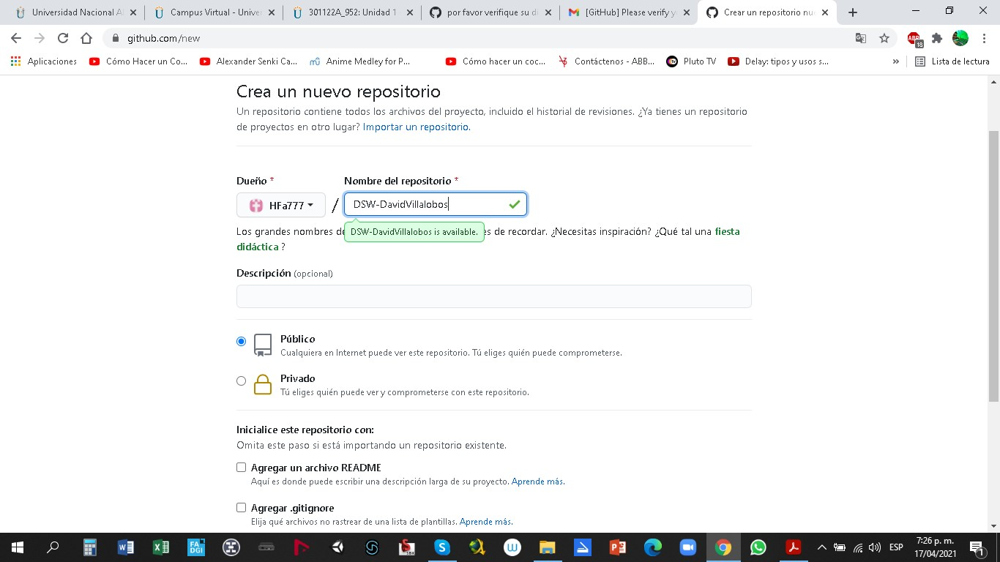 Universidad Nacional Al
Campus Virtual - Univer
301122A_952: Unidad 1
por favor verifique su di
[GitHub] Please verify y
Crear un repositorio nu
github.com/new
ABP
18
Aplicaciones
Cómo Hacer un Co...
Alexander Senki Ca...
Anime Medley for P...
Cómo hacer un coc...
Contáctenos - ABB...
Pluto TV
Delay: tipos y usos s...
»
Lista de lectura
Crea un nuevo repositorio
Un repositorio contiene todos los archivos del proyecto, incluido el historial de revisiones. ¿Ya tienes un repositorio
de proyectos en otro lugar? Importar un repositorio.
Dueño *
Nombre del repositorio *
HFa777
/
DSW-DavidVillalobos
DSW-DavidVillalobos is available.
Los grandes nombres de es de recordar. ¿Necesitas inspiración? ¿Qué tal una fiesta
didáctica ?
Descripción (opcional)
Público
Cualquiera en Internet puede ver este repositorio. Tú eliges quién puede comprometerse.
Privado
Tú eliges quién puede ver y comprometerse con este repositorio.
Inicialice este repositorio con:
Omita este paso si está importando un repositorio existente.
Agregar un archivo README
Aquí es donde puede escribir una descripción larga de su proyecto. Aprende más.
Agregar .gitignore
Elija qué archivos no rastrear de una lista de plantillas. Aprende más.
FA
DGI
ESP
7:26 p. m.
17/04/2021
1